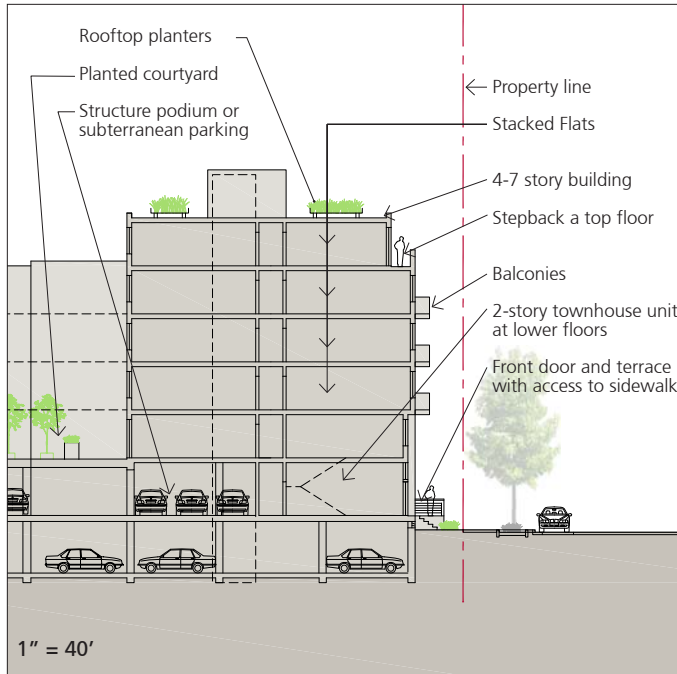 Rooftop planters
Planted courtyard
Structure podium or
subterranean parking
Property line
Stacked Flats
4-7 story building
Stepback a top floor
Balconies
2-story townhouse unit
at lower floors
Front door and terrace
with access to sidewalk
1” = 40’